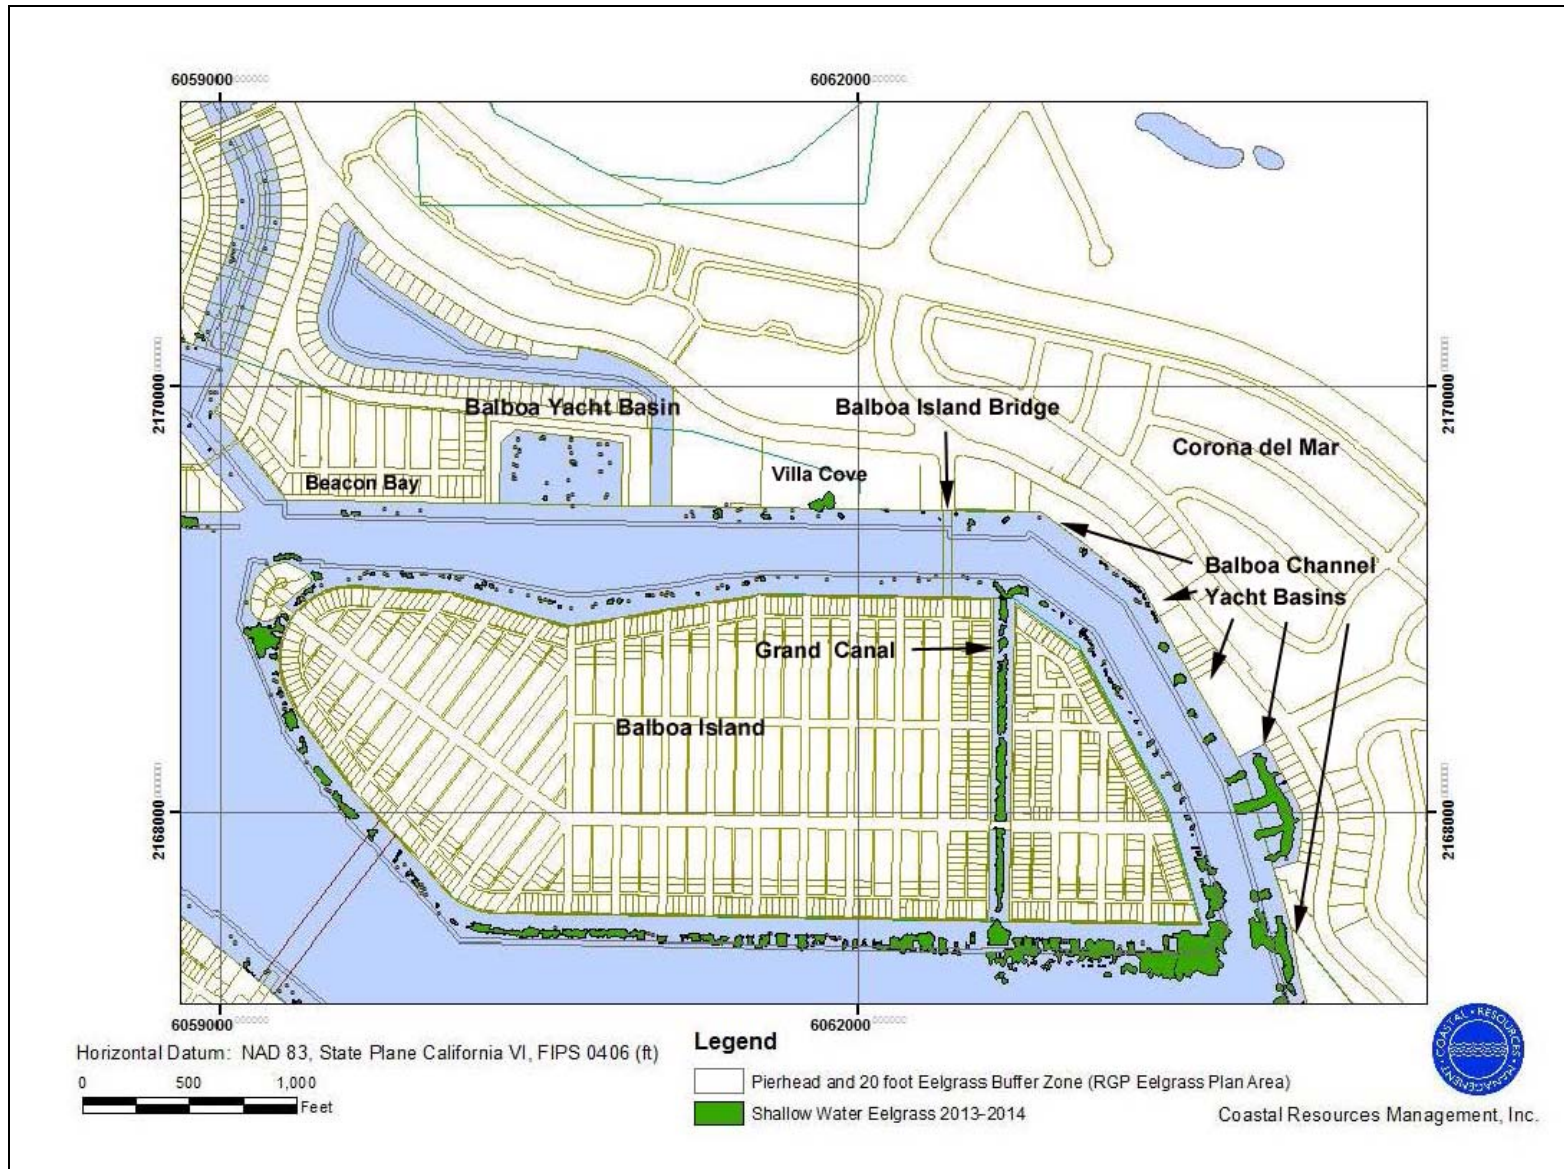 6059000
6062000
2170000
2170000
Balboa Yacht Basin
Balboa Island Bridge
Corona del Mar
Beacon Bay
Villa Cove
Balboa Channel
Yacht Basins
Grand Canal
Balboa Island
2168000
2168000
6059000
6062000
Horizontal Datum: NAD 83, State Plane California VI, FIPS 0406 (ft)
0 500 1,000
Feet
Legend
Pierhead and 20 foot Eelgrass Buffer Zone (RGP Eelgrass Plan Area)
Shallow Water Eelgrass 2013-2014
COASTAL • RESOURCES • MANAGEMENT
Coastal Resources Management, Inc.